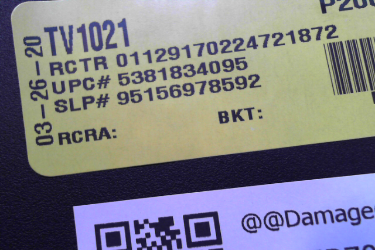 03-26-20
TV1021
RCTR 01129170224721872
UPC# 5381834095
SLP# 95156978592
RCRA:
BKT:
@@Damage